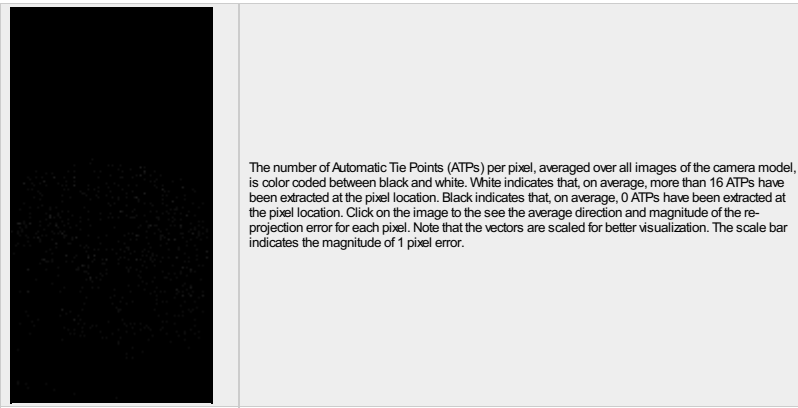 The number of Automatic Tie Points (ATPs) per pixel, averaged over all images of the camera model,
is color coded between black and white. White indicates that, on average, more than 16 ATPs have
been extracted at the pixel location. Black indicates that, on average, 0 ATPs have been extracted at
the pixel location. Click on the image to the see the average direction and magnitude of the re-
projection error for each pixel. Note that the vectors are scaled for better visualization. The scale bar
indicates the magnitude of 1 pixel error.